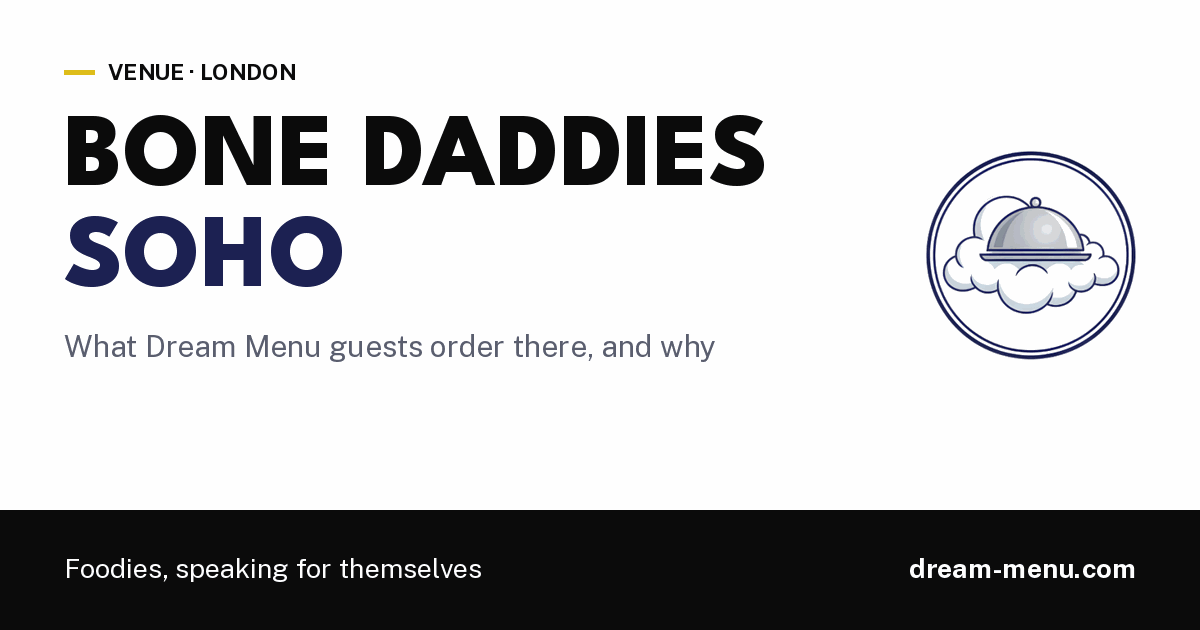 VENUE · LONDON
BONE DADDIES
SOHO
What Dream Menu guests order there, and why
Foodies, speaking for themselves
dream-menu.com